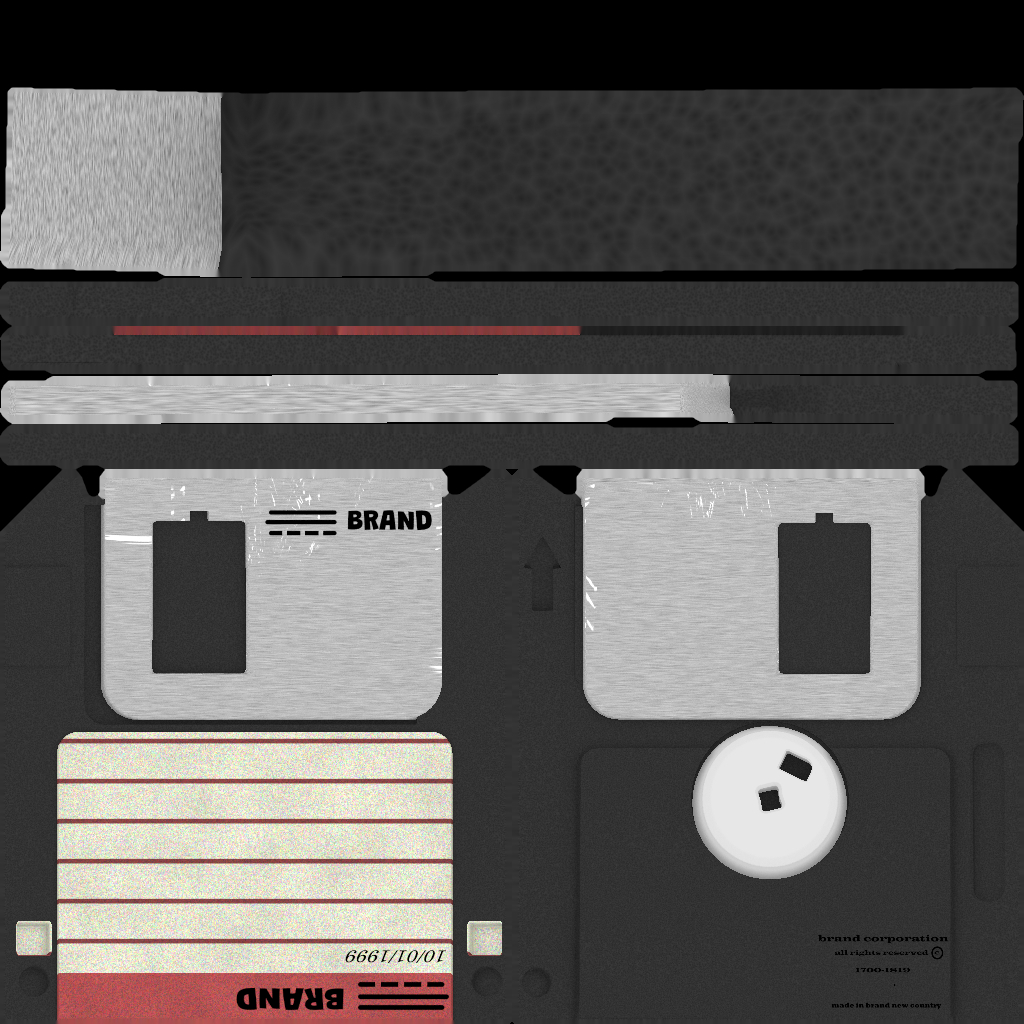 BRAND
10/01/1999
BRAND
brand corporation
all rights reserved ©
1700-1819
made in brand new country